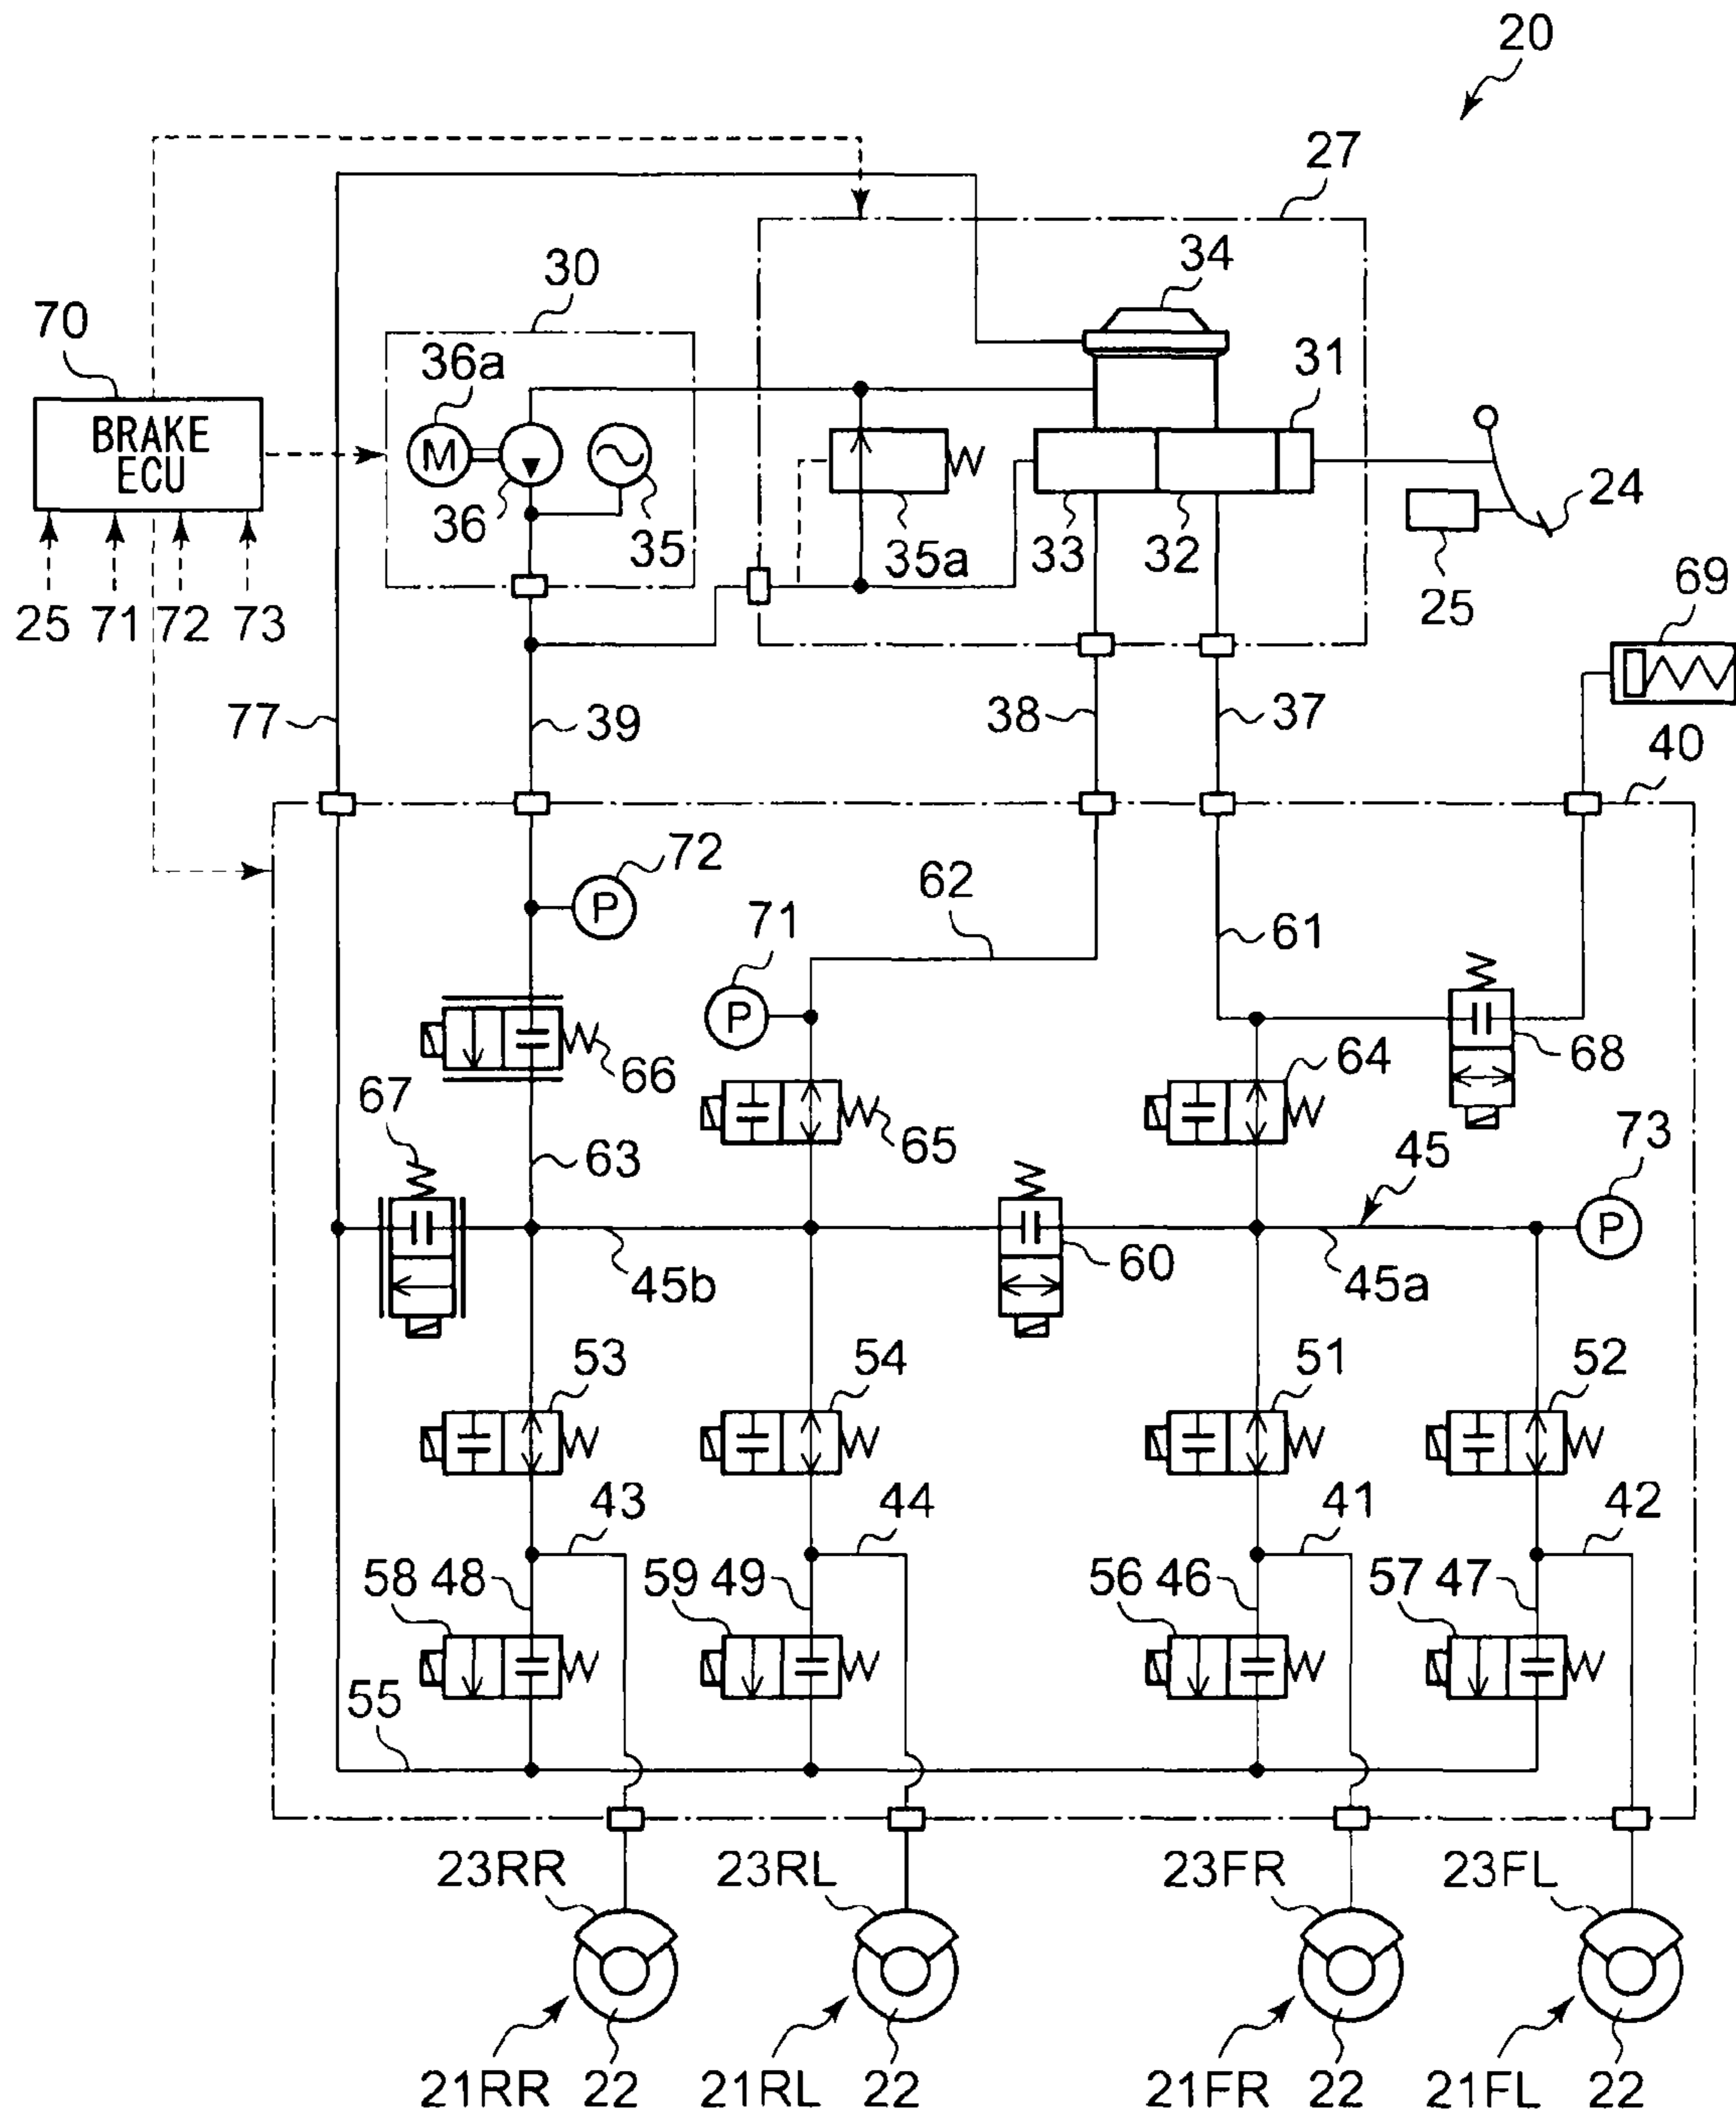 20
27
34
30
70
36a
31
BRAKE
ECU
M
24
36
35
35a
33
32
25
25 71 72 73
69
77
39
38
37
40
72
P
62
71
61
P
66
64
68
67
65
63
45
73
P
45b
60
45a
53
54
51
52
43
44
41
42
58 48
59 49
56 46
57 47
55
23RR
23RL
23FR
23FL
21RR 22
21RL 22
21FR 22
21FL 22